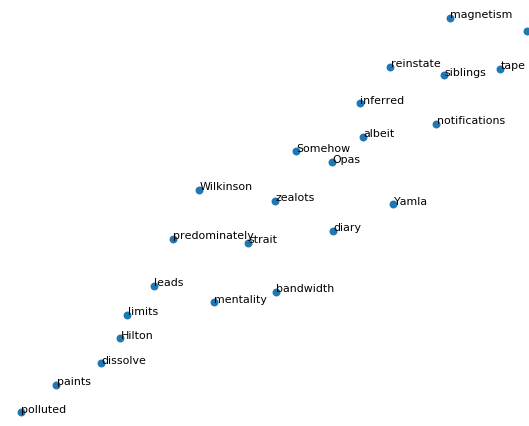 magnetism
reinstate
tape
siblings
inferred
notifications
albeit
Somehow
Opas
Wilkinson
zealots
Yamla
diary
predominately
strait
leads
bandwidth
mentality
limits
Hilton
dissolve
paints
polluted